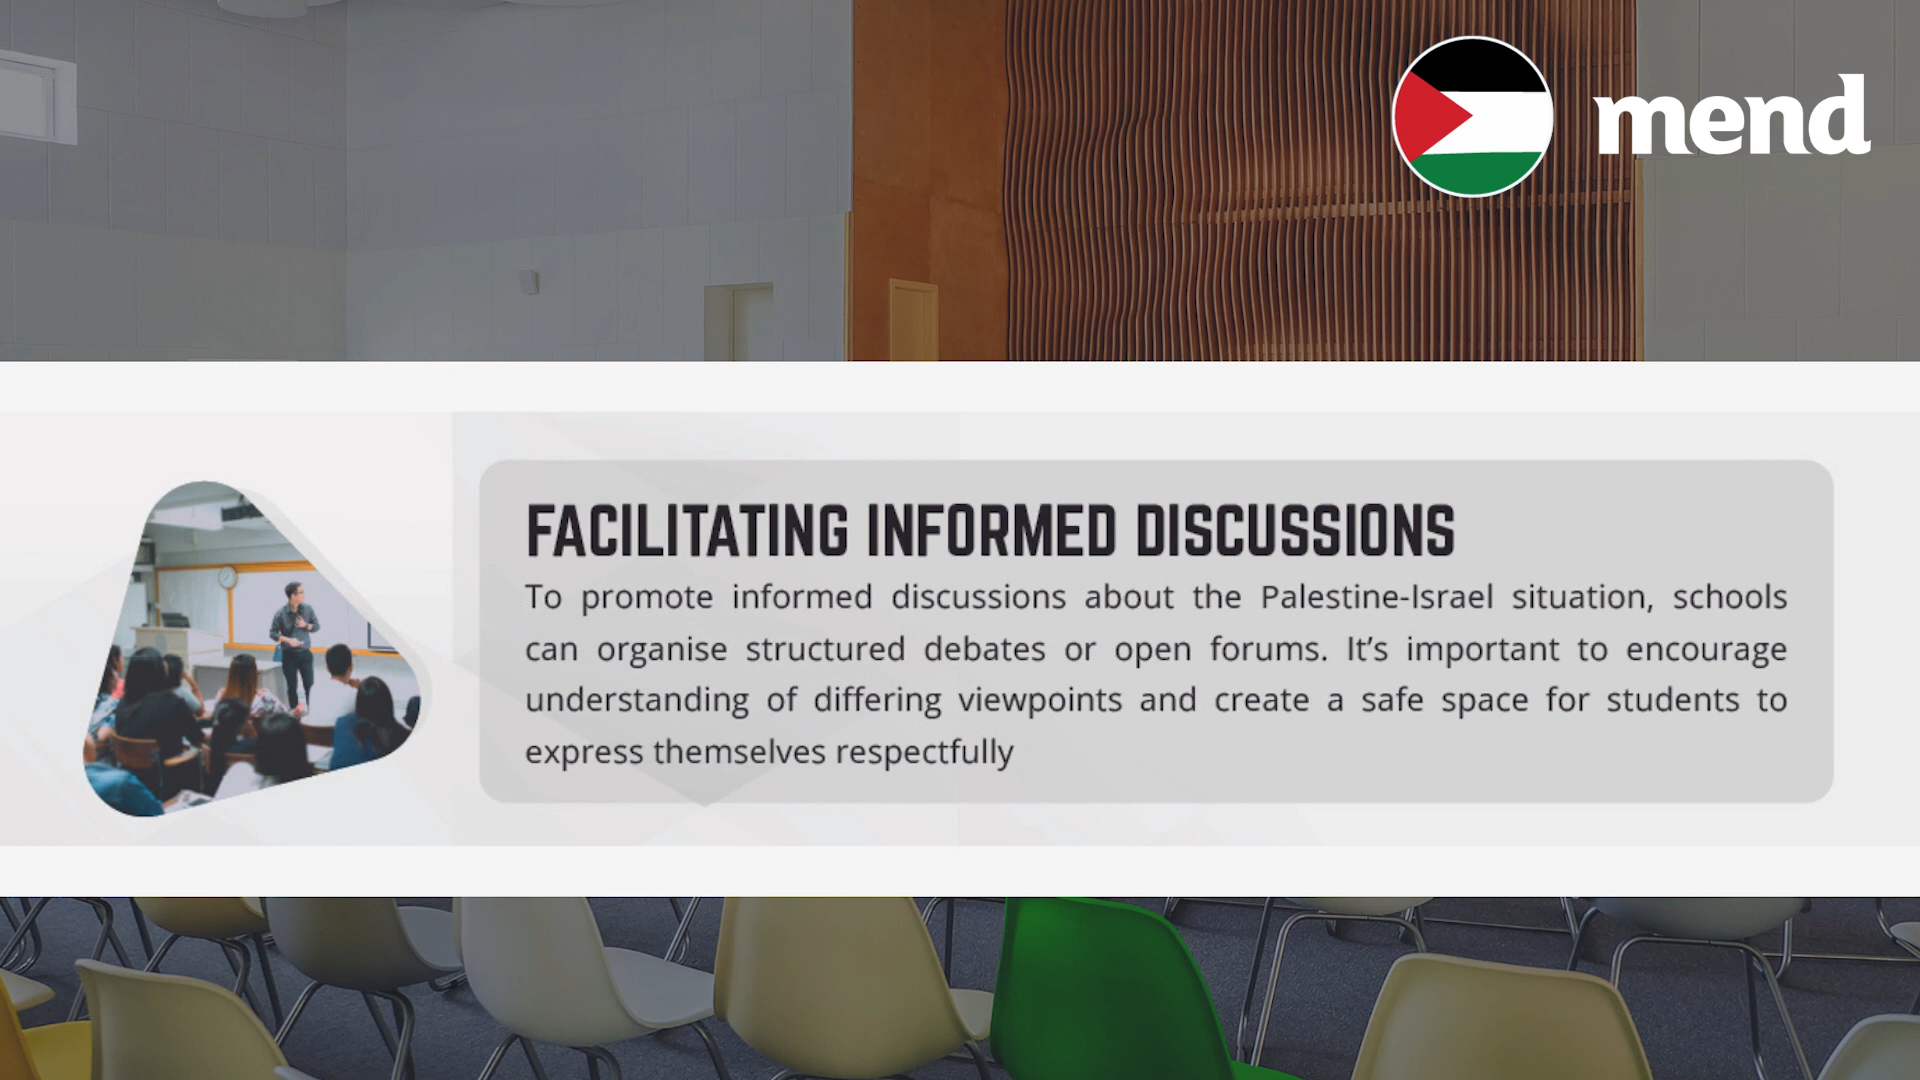 mend
FACILITATING INFORMED DISCUSSIONS
To promote informed discussions about the Palestine-Israel situation, schools
can organise structured debates or open forums. It’s important to encourage
understanding of differing viewpoints and create a safe space for students to
express themselves respectfully